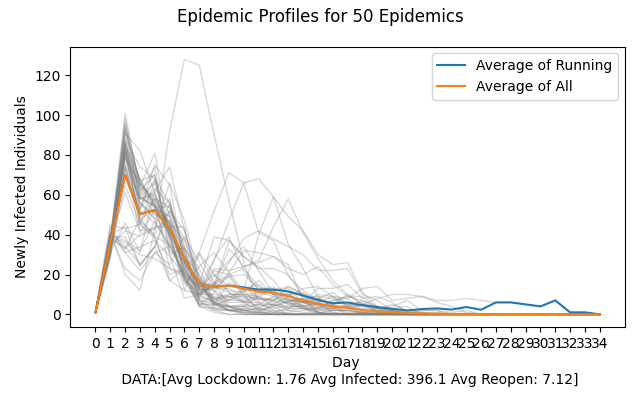 Epidemic Profiles for 50 Epidemics
Average of Running
Average of All
Newly Infected Individuals
120
100
80
60
40
20
0
0 1 2 3 4 5 6 7 8 9 10 11 12 13 14 15 16 17 18 19 20 21 22 23 24 25 26 27 28 29 30 31 32 33 34
Day
DATA:[Avg Lockdown: 1.76 Avg Infected: 396.1 Avg Reopen: 7.12]